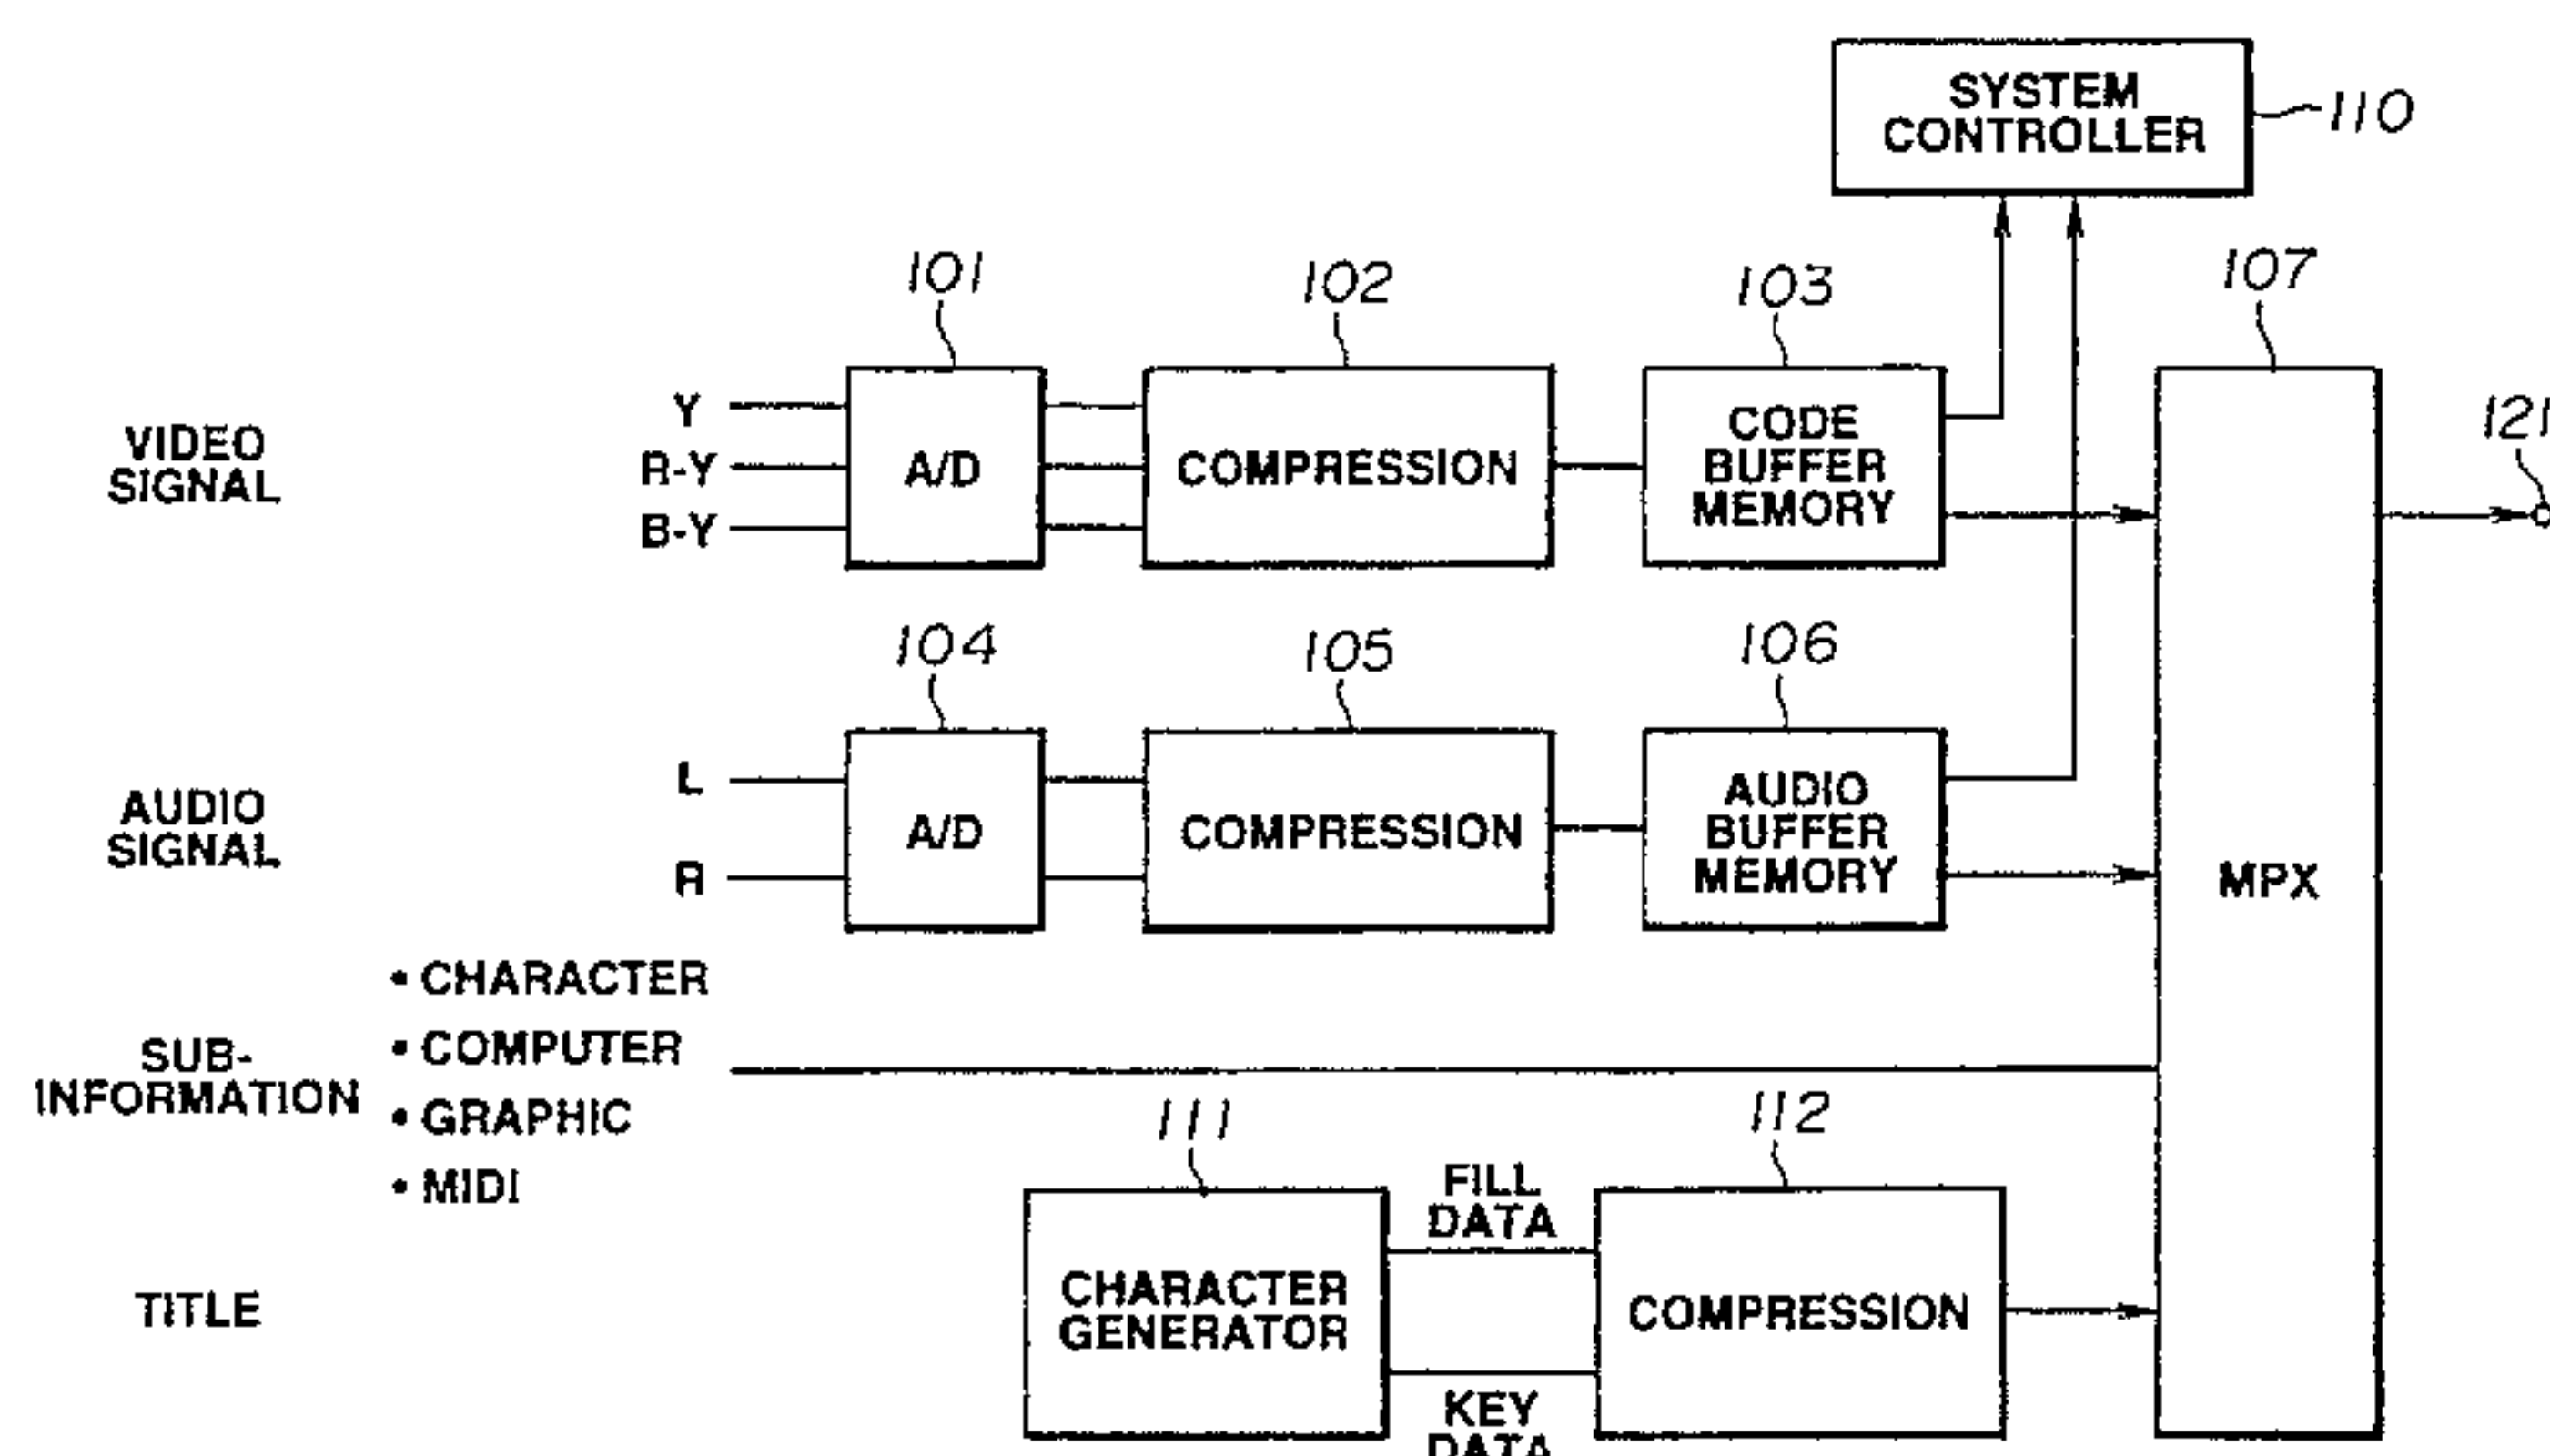 SYSTEM
CONTROLLER
110
101
102
103
107
121
VIDEO
SIGNAL
Y
R-Y
B-Y
A/D
COMPRESSION
CODE
BUFFER
MEMORY
104
105
106
AUDIO
SIGNAL
L
R
A/D
COMPRESSION
AUDIO
BUFFER
MEMORY
MPX
SUB-
INFORMATION
• CHARACTER
• COMPUTER
• GRAPHIC
• MIDI
111
112
TITLE
CHARACTER
GENERATOR
FILL
DATA
KEY
DATA
COMPRESSION